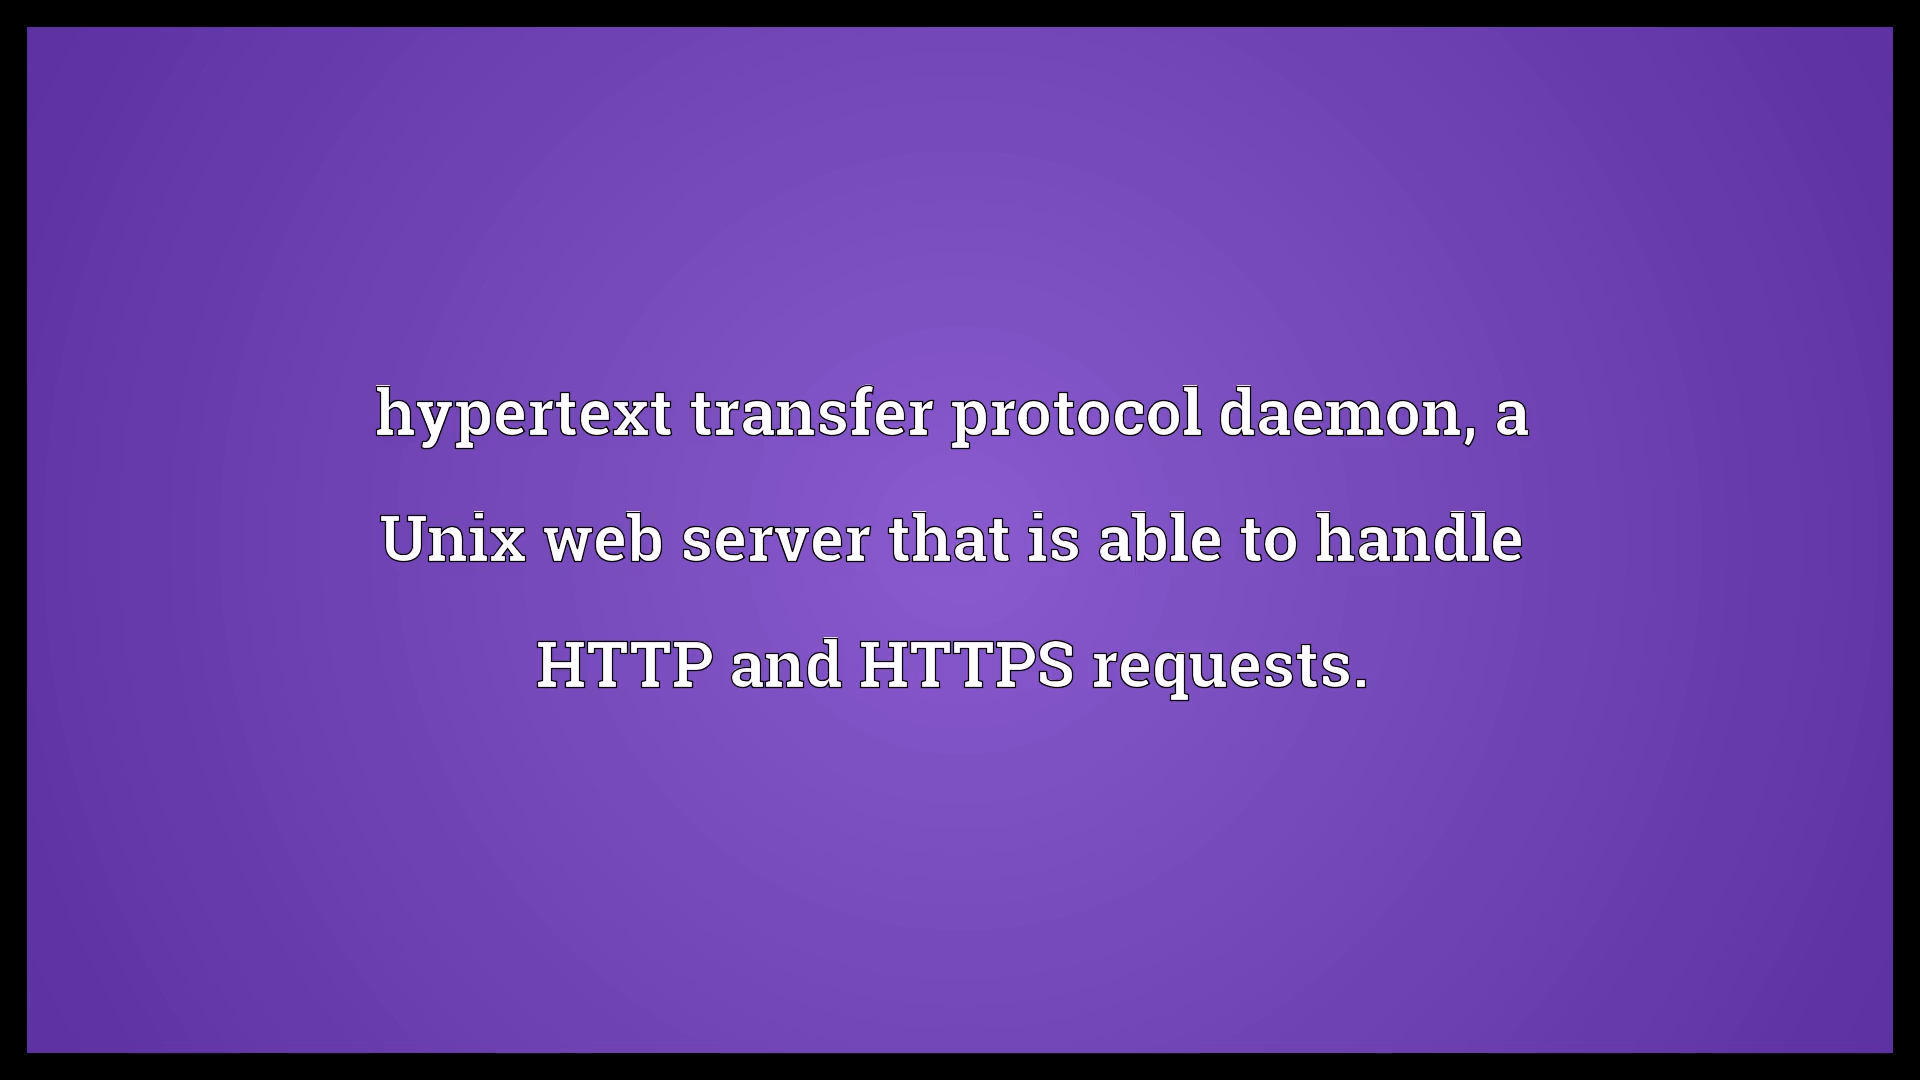 hypertext transfer protocol daemon, a
Unix web server that is able to handle
HTTP and HTTPS requests.